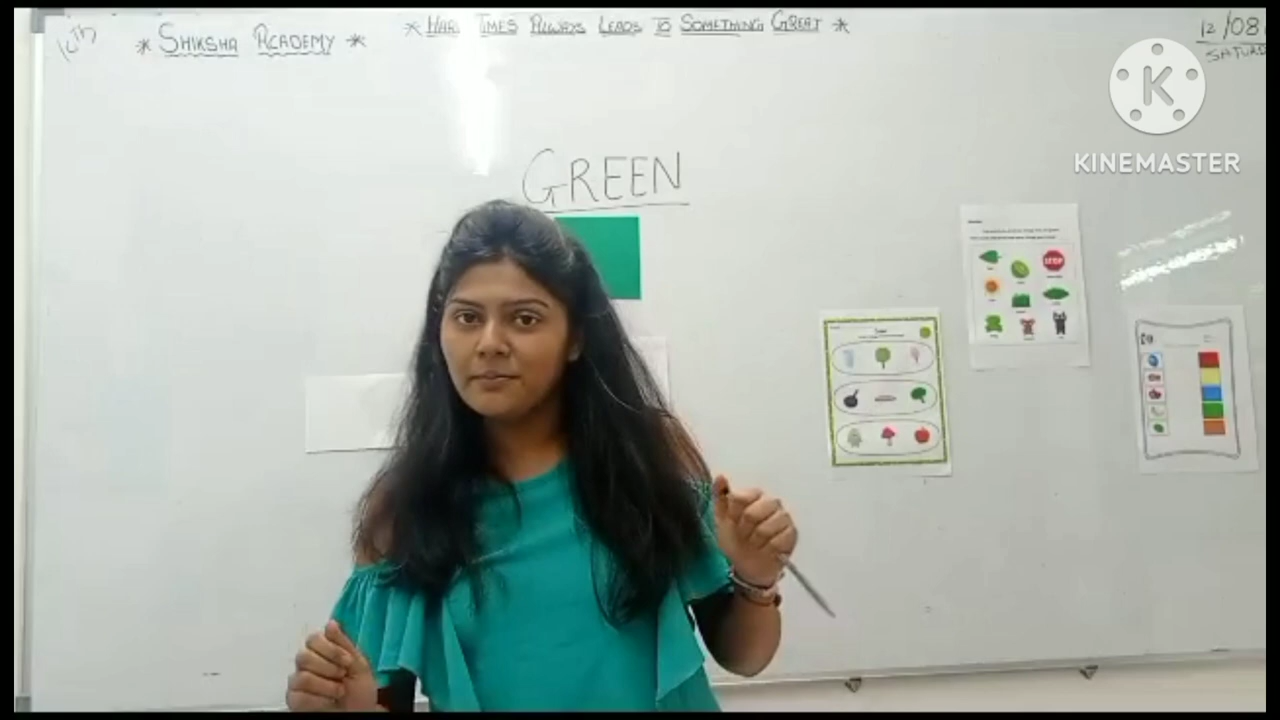 10th
* SHIKSHA ACADEMY *
* HARD TIMES ALWAYS LEADS TO SOMETHING GREAT *
12/08
SATURD
KINEMASTER
GREEN
STOP